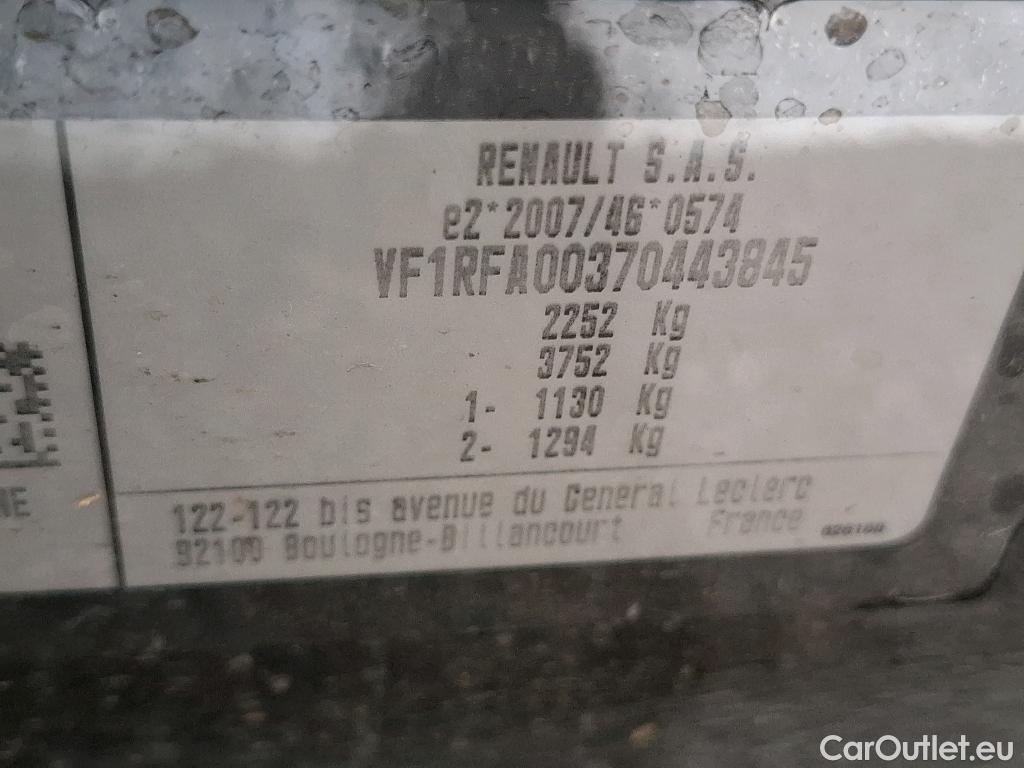 RENAULT S.A.S.
e2*2007/46*0574
VF1RFA00370443845
2252 Kg
3752 Kg
1- 1130 Kg
2- 1294 Kg
NE
122-122 bis avenue du General Leclerc
92100 Boulogne-Billancourt France
CarOutlet.eu